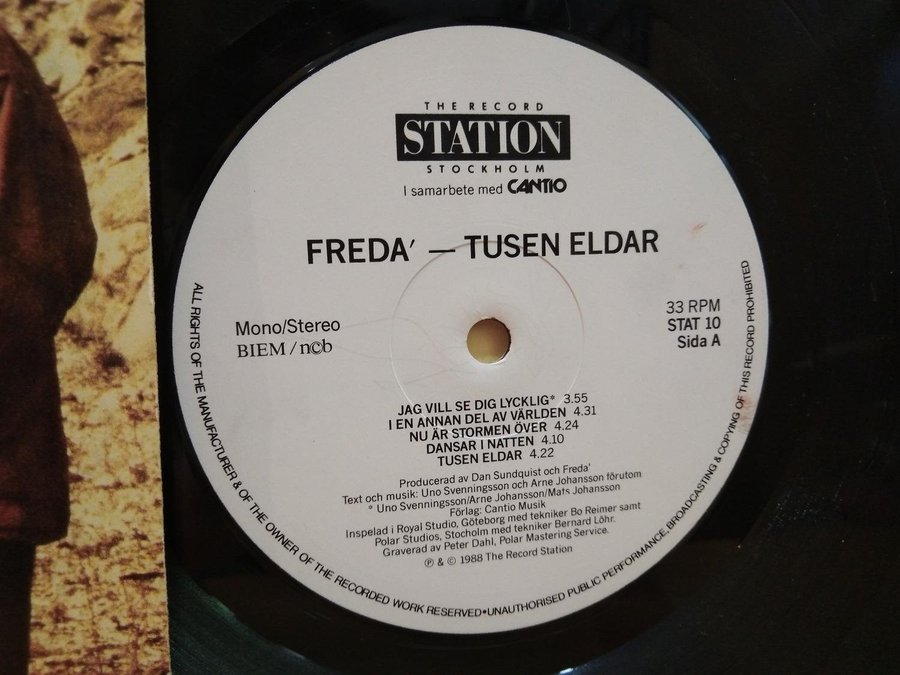 THE RECORD
STATION
STOCKHOLM
I samarbete med CANTIO
FREDA' — TUSEN ELDAR
Mono/Stereo
BIEM / n©b
33 RPM
STAT 10
Sida A
JAG VILL SE DIG LYCKLIG* 3.55
I EN ANNAN DEL AV VÄRLDEN 4.31
NU ÄR STORMEN ÖVER 4.24
DANSAR I NATTEN 4.10
TUSEN ELDAR 4.22
Producerad av Dan Sundquist och Freda'
Text och musik: Uno Svenningsson och Arne Johansson förutom
* Uno Svenningsson/Arne Johansson/Mats Johansson
Förlag: Cantio Musik
Inspelad i Royal Studio, Göteborg med tekniker Bo Reimer samt
Polar Studios, Stocholm med tekniker Bernard Löhr.
Graverad av Peter Dahl, Polar Mastering Service.
℗ & © 1988 The Record Station
ALL RIGHTS OF THE MANUFACTURER & OF THE OWNER OF THE RECORDED WORK RESERVED•UNAUTHORISED PUBLIC PERFORMANCE, BROADCASTING & COPYING OF THIS RECORD PROHIBITED